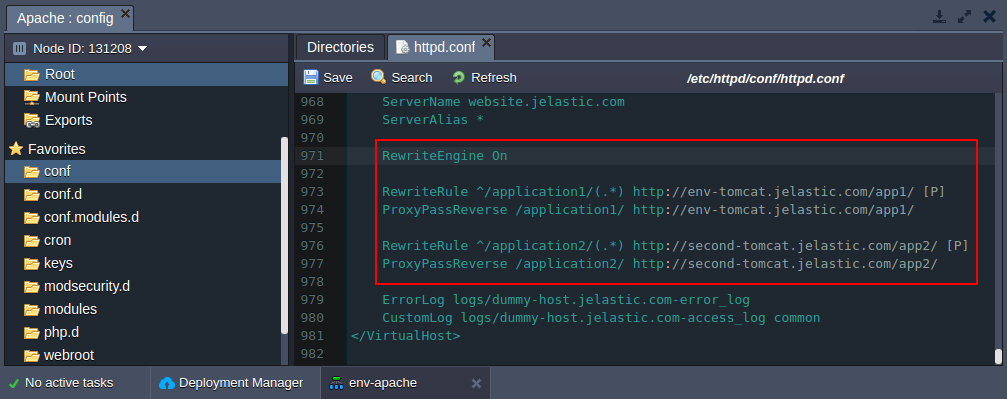 Apache : config
Node ID: 131208
Root
Mount Points
Exports
Favorites
conf
conf.d
conf.modules.d
cron
keys
modsecurity.d
modules
php.d
webroot
Directories
httpd.conf
Save Search Refresh /etc/httpd/conf/httpd.conf
968 ServerName website.jelastic.com
969 ServerAlias *
970
971 RewriteEngine On
972
973 RewriteRule ^/application1/(.*) http://env-tomcat.jelastic.com/app1/ [P]
974 ProxyPassReverse /application1/ http://env-tomcat.jelastic.com/app1/
975
976 RewriteRule ^/application2/(.*) http://second-tomcat.jelastic.com/app2/ [P]
977 ProxyPassReverse /application2/ http://second-tomcat.jelastic.com/app2/
978
979 ErrorLog logs/dummy-host.jelastic.com-error_log
980 CustomLog logs/dummy-host.jelastic.com-access_log common
981 </VirtualHost>
982
No active tasks
Deployment Manager
env-apache